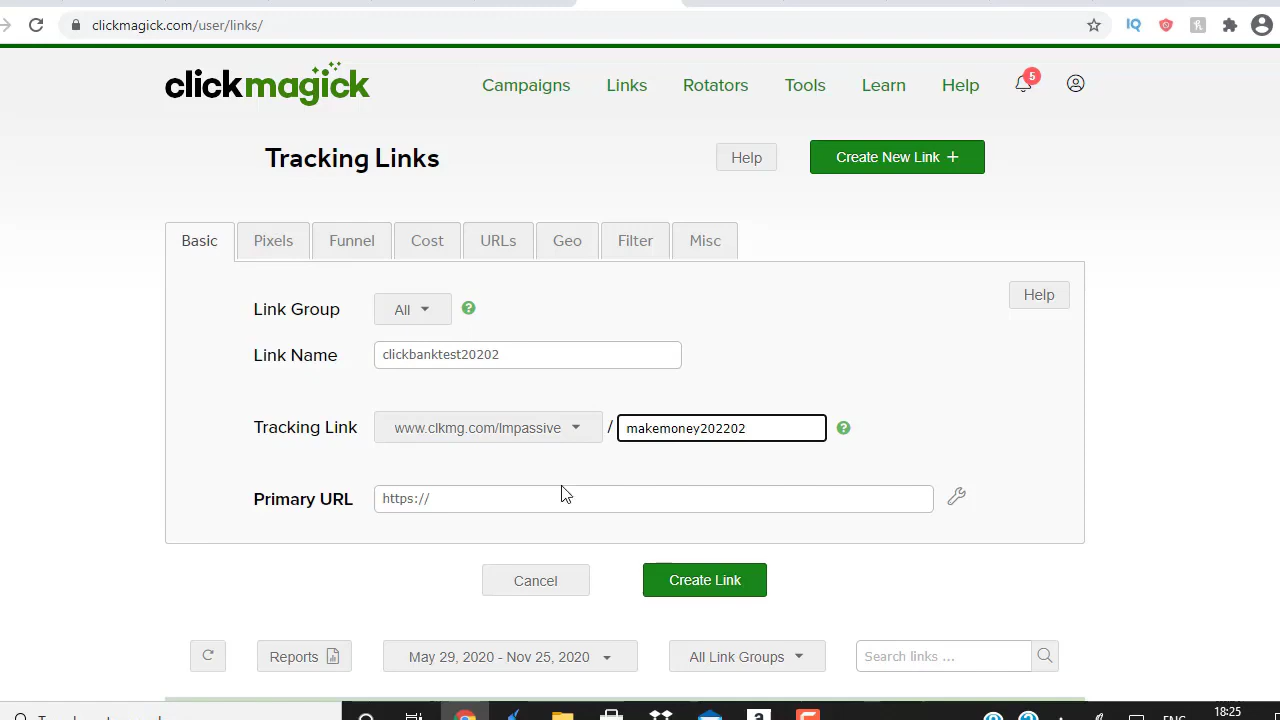 clickmagick.com/user/links/
IQ
clickmagick
Campaigns Links Rotators Tools Learn Help 5
Tracking Links Help Create New Link +
Basic Pixels Funnel Cost URLs Geo Filter Misc
Help
Link Group All ?
Link Name clickbanktest20202
Tracking Link www.clkmg.com/Impassive / makemoney202202 ?
Primary URL https://
Cancel Create Link
Reports May 29, 2020 - Nov 25, 2020 All Link Groups Search links ...
18:25
ENG